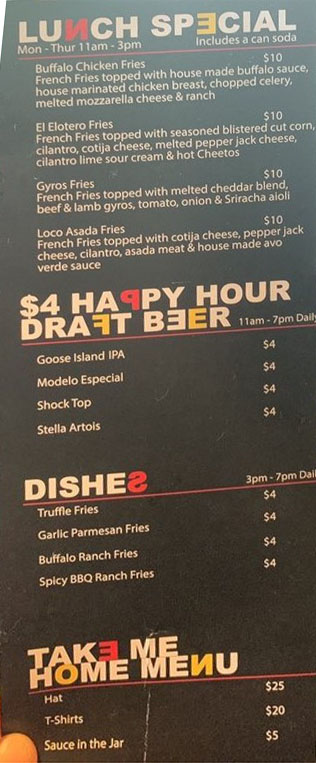 LUNCH SPECIAL
Mon - Thur 11am - 3pm Includes a can soda
Buffalo Chicken Fries $10
French Fries topped with house made buffalo sauce,
house marinated chicken breast, chopped celery,
melted mozzarella cheese & ranch
El Elotero Fries $10
French Fries topped with seasoned blistered cut corn,
cilantro, cotija cheese, melted pepper jack cheese,
cilantro lime sour cream & hot Cheetos
Gyros Fries $10
French Fries topped with melted cheddar blend,
beef & lamb gyros, tomato, onion & Sriracha aioli
Loco Asada Fries $10
French Fries topped with cotija cheese, pepper jack
cheese, cilantro, asada meat & house made avo
verde sauce
$4 HAPPY HOUR
DRAFT BEER 11am - 7pm Daily
Goose Island IPA $4
Modelo Especial $4
Shock Top $4
Stella Artois $4
DISHES 3pm - 7pm Dail
Truffle Fries $4
Garlic Parmesan Fries $4
Buffalo Ranch Fries $4
Spicy BBQ Ranch Fries $4
TAKE ME
HOME MENU
Hat $25
T-Shirts $20
Sauce in the Jar $5